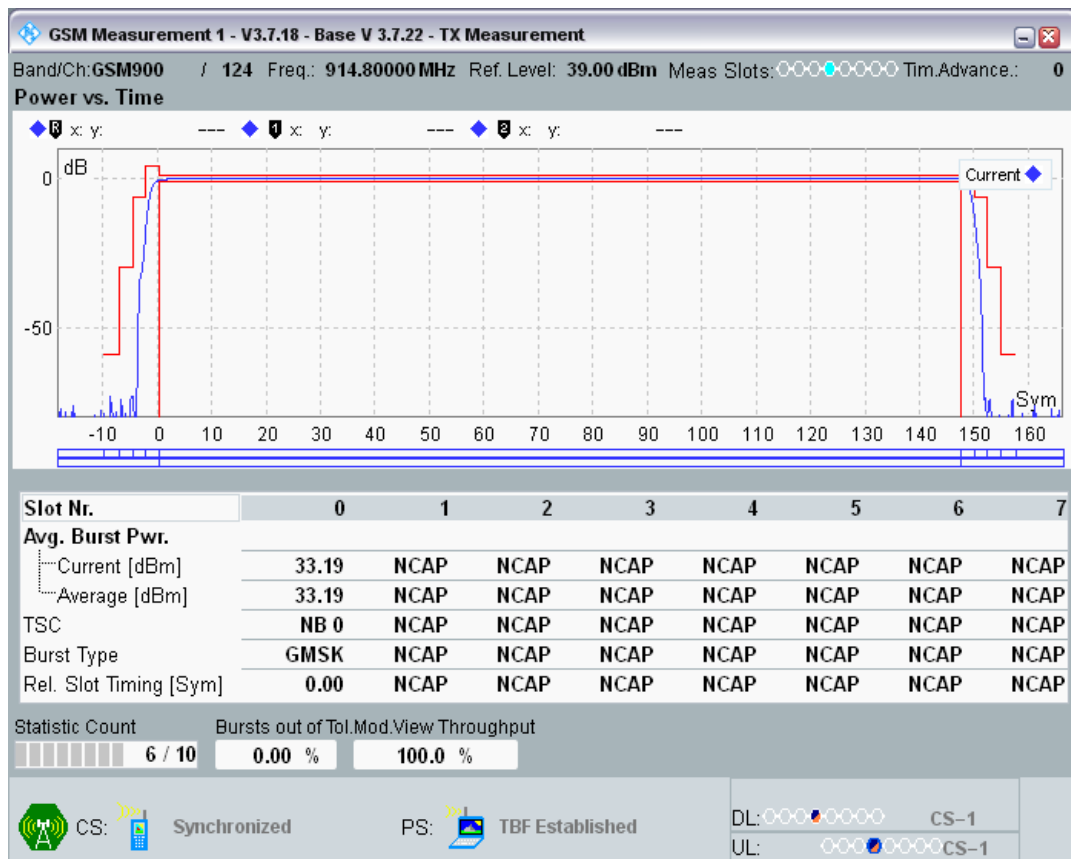 GSM Measurement 1 - V3.7.18 - Base V 3.7.22 - TX Measurement
Band/Ch:GSM900 / 124 Freq.: 914.80000 MHz Ref. Level: 39.00 dBm Meas Slots: Tim.Advance.: 0
Power vs. Time
R x: y: --- 1 x: y: --- 2 x: y: ---
dB
Current
0
-50
Sym
-10 0 10 20 30 40 50 60 70 80 90 100 110 120 130 140 150 160
Slot Nr. 0 1 2 3 4 5 6 7
Avg. Burst Pwr.
Current [dBm] 33.19 NCAP NCAP NCAP NCAP NCAP NCAP NCAP
Average [dBm] 33.19 NCAP NCAP NCAP NCAP NCAP NCAP NCAP
TSC NB 0 NCAP NCAP NCAP NCAP NCAP NCAP NCAP
Burst Type GMSK NCAP NCAP NCAP NCAP NCAP NCAP NCAP
Rel. Slot Timing [Sym] 0.00 NCAP NCAP NCAP NCAP NCAP NCAP NCAP
Statistic Count Bursts out of Tol. Mod.View Throughput
6 / 10 0.00 % 100.0 %
CS: Synchronized PS: TBF Established DL: CS-1
UL: CS-1